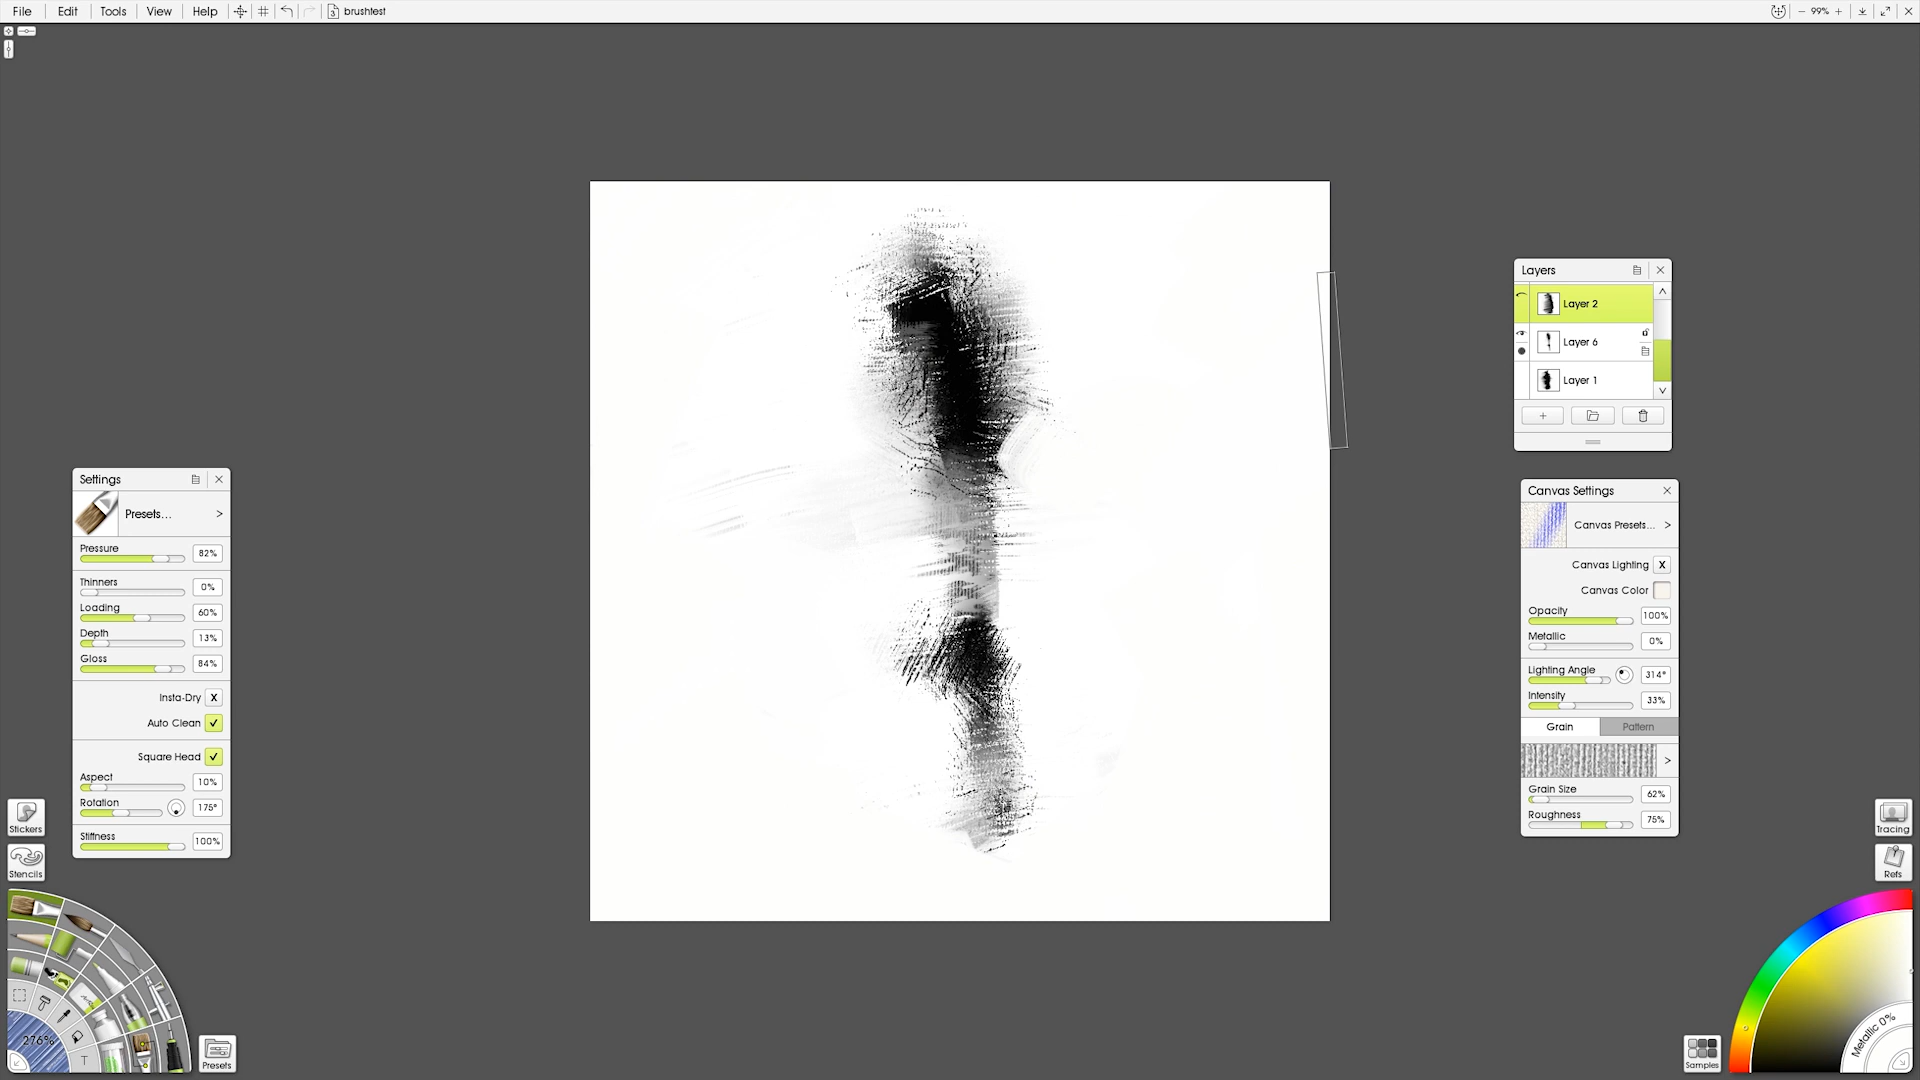 File Edit Tools View Help brushtest 99%
Layers
Layer 2
Layer 6
Layer 1
Settings
Presets...
Pressure 82%
Thinners 0%
Loading 60%
Depth 13%
Gloss 84%
Insta-Dry X
Auto Clean
Square Head
Aspect 10%
Rotation 175°
Stiffness 100%
Canvas Settings
Canvas Presets...
Canvas Lighting X
Canvas Color
Opacity 100%
Metallic 0%
Lighting Angle 314°
Intensity 33%
Grain Pattern
Grain Size 62%
Roughness 75%
Stickers
Stencils
276%
T
Presets
Tracing
Refs
Samples
Metallic 0%